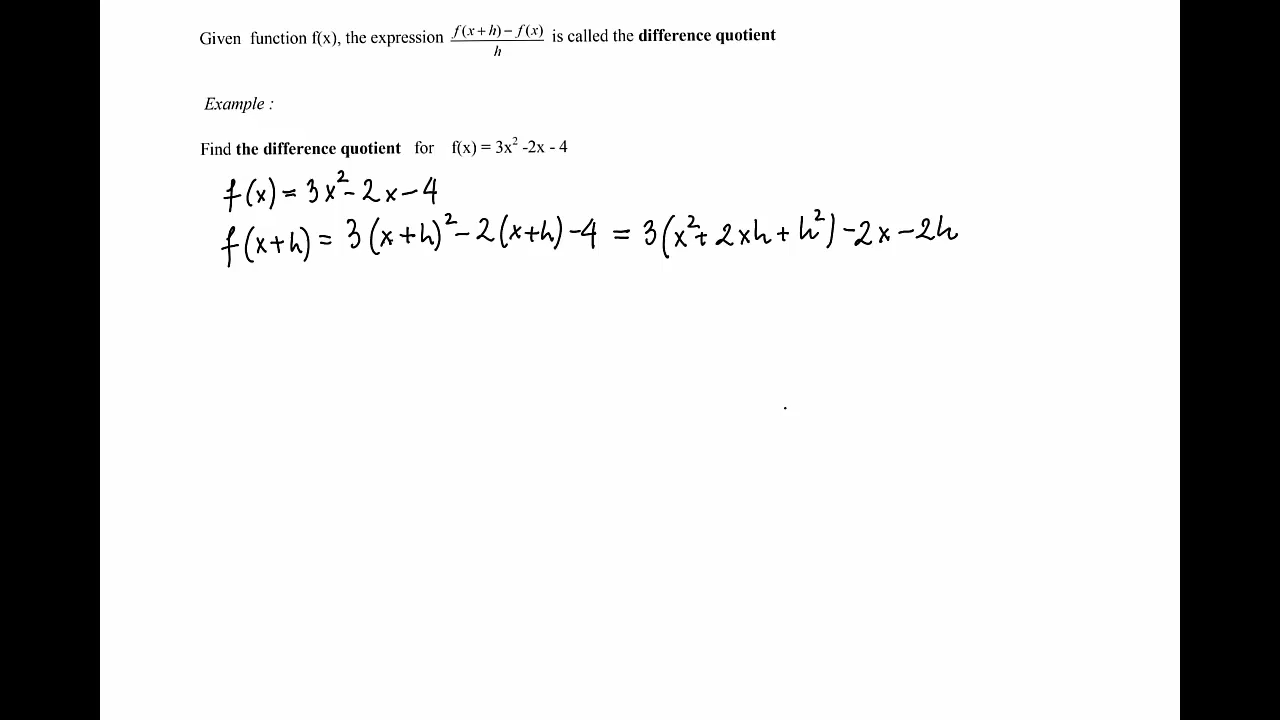 Given function f(x), the expression \frac{f(x+h)-f(x)}{h} is called the difference quotient
Example :
Find the difference quotient for f(x) = 3x² -2x - 4
f(x) = 3x² - 2x - 4
f(x+h) = 3(x+h)² - 2(x+h) - 4 = 3(x² + 2xh + h²) - 2x - 2h